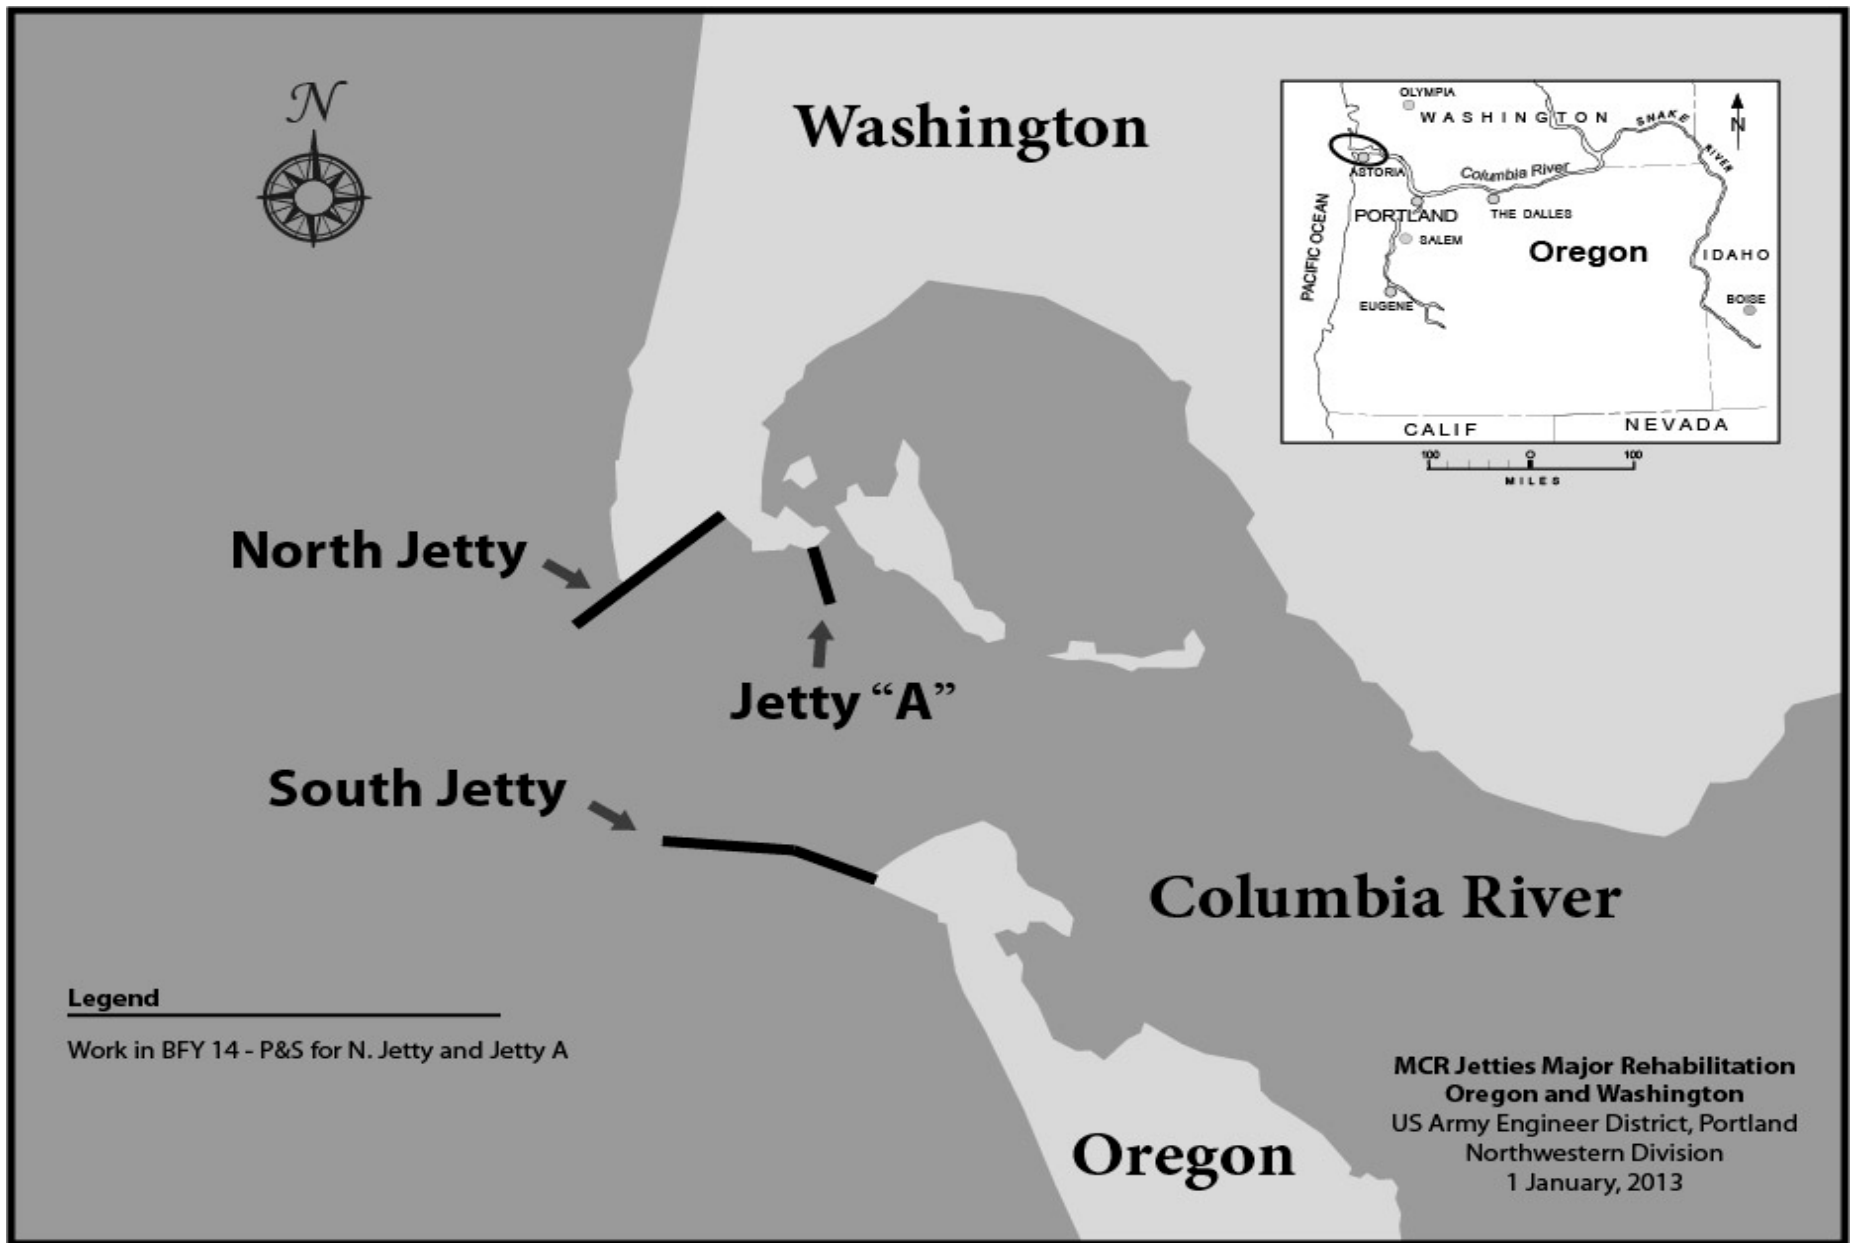 N
Washington
OLYMPIA
WASHINGTON
SNAKE
RIVER
N
ASTORIA
Columbia River
PORTLAND
THE DALLES
SALEM
Oregon
PACIFIC OCEAN
IDAHO
EUGENE
BOISE
CALIF
NEVADA
100 0 100
MILES
North Jetty
Jetty “A”
South Jetty
Columbia River
Legend
Work in BFY 14 - P&S for N. Jetty and Jetty A
Oregon
MCR Jetties Major Rehabilitation
Oregon and Washington
US Army Engineer District, Portland
Northwestern Division
1 January, 2013